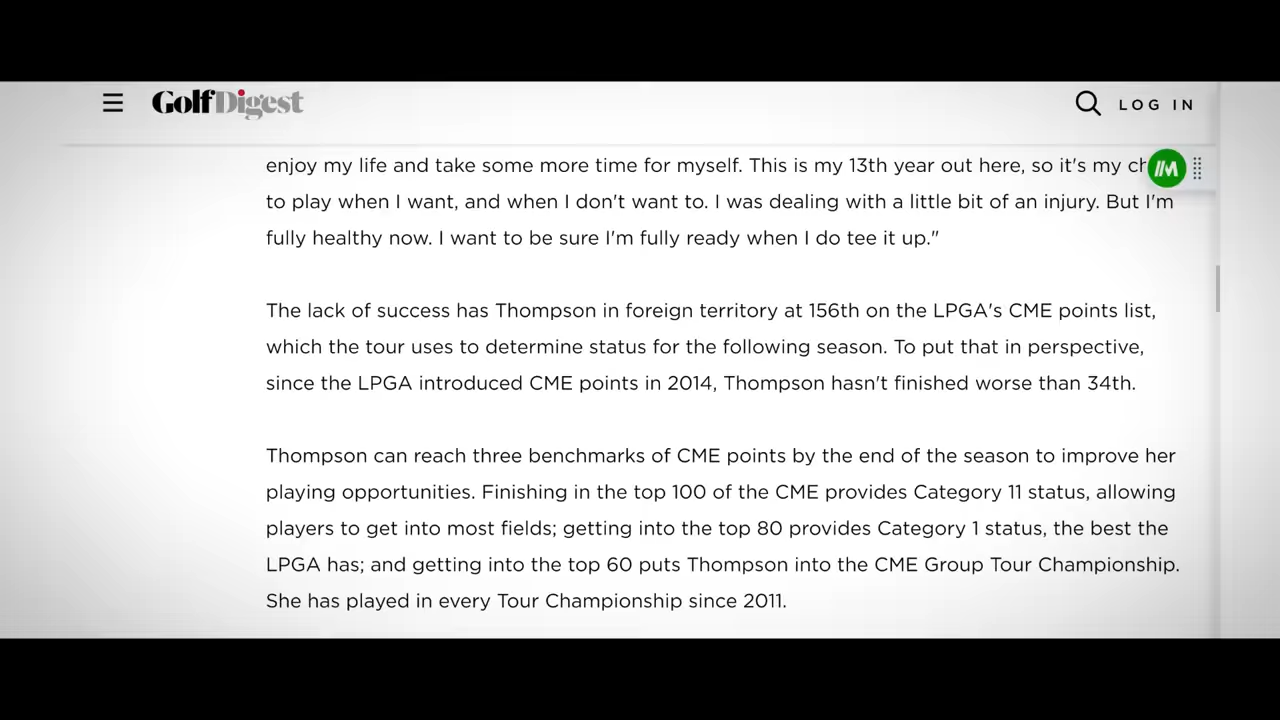 GolfDigest
LOG IN
enjoy my life and take some more time for myself. This is my 13th year out here, so it's my
to play when I want, and when I don't want to. I was dealing with a little bit of an injury. But I'm
fully healthy now. I want to be sure I'm fully ready when I do tee it up."
The lack of success has Thompson in foreign territory at 156th on the LPGA's CME points list,
which the tour uses to determine status for the following season. To put that in perspective,
since the LPGA introduced CME points in 2014, Thompson hasn't finished worse than 34th.
Thompson can reach three benchmarks of CME points by the end of the season to improve her
playing opportunities. Finishing in the top 100 of the CME provides Category 11 status, allowing
players to get into most fields; getting into the top 80 provides Category 1 status, the best the
LPGA has; and getting into the top 60 puts Thompson into the CME Group Tour Championship.
She has played in every Tour Championship since 2011.